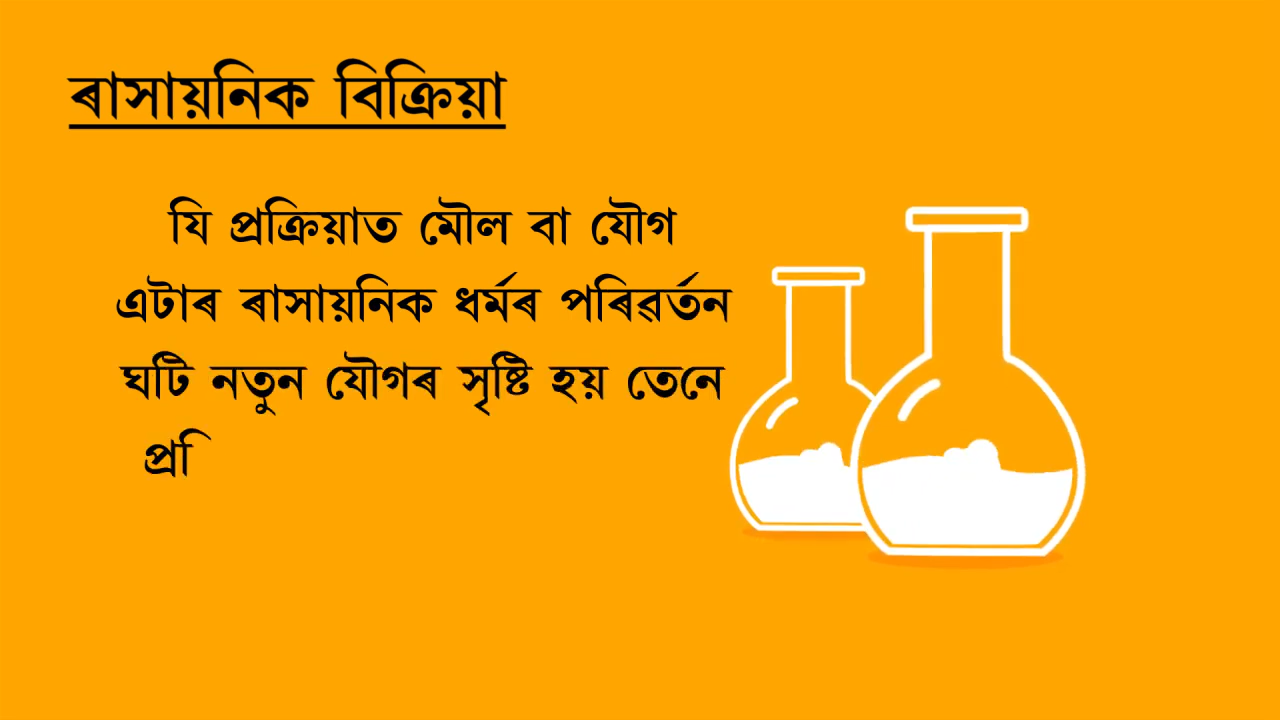 ৰাসায়নিক বিক্ৰিয়া
যি প্ৰক্ৰিয়াত মৌল বা যৌগ
এটাৰ ৰাসায়নিক ধৰ্মৰ পৰিৱৰ্তন
ঘটি নতুন যৌগৰ সৃষ্টি হয় তেনে
প্ৰি